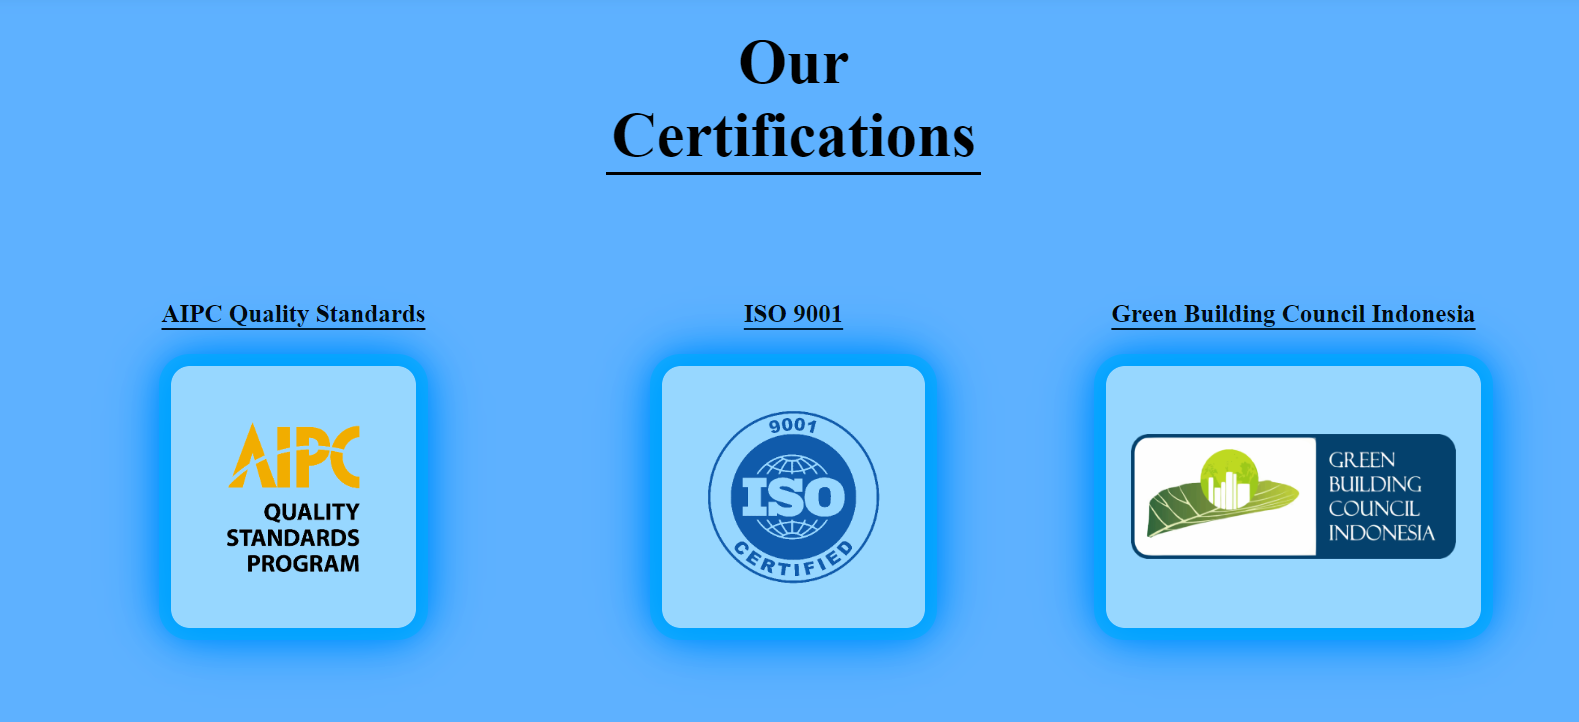 Our
Certifications
AIPC Quality Standards
ISO 9001
Green Building Council Indonesia
AIPC
QUALITY
STANDARDS
PROGRAM
9001
ISO
CERTIFIED
GREEN
BUILDING
COUNCIL
INDONESIA